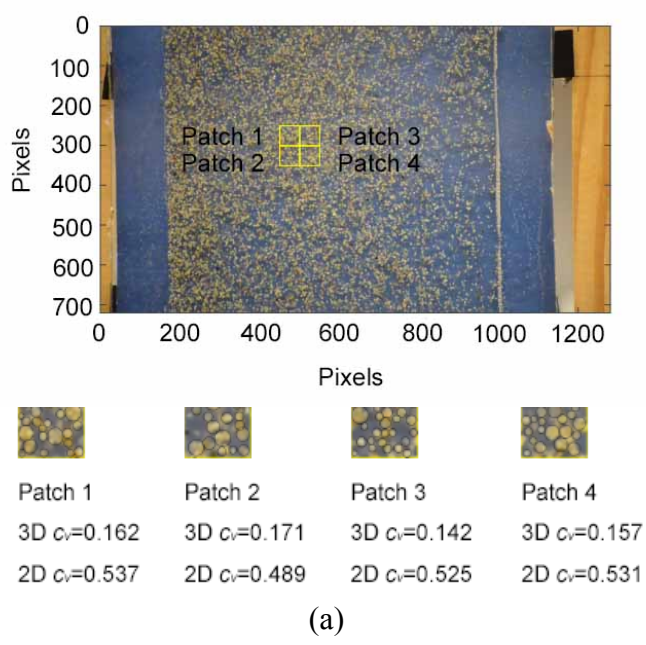 0
100
200
300
400
500
600
700
Pixels
Patch 1 Patch 3
Patch 2 Patch 4
0 200 400 600 800 1000 1200
Pixels
Patch 1 Patch 2 Patch 3 Patch 4
3D cv=0.162 3D cv=0.171 3D cv=0.142 3D cv=0.157
2D cv=0.537 2D cv=0.489 2D cv=0.525 2D cv=0.531
(a)